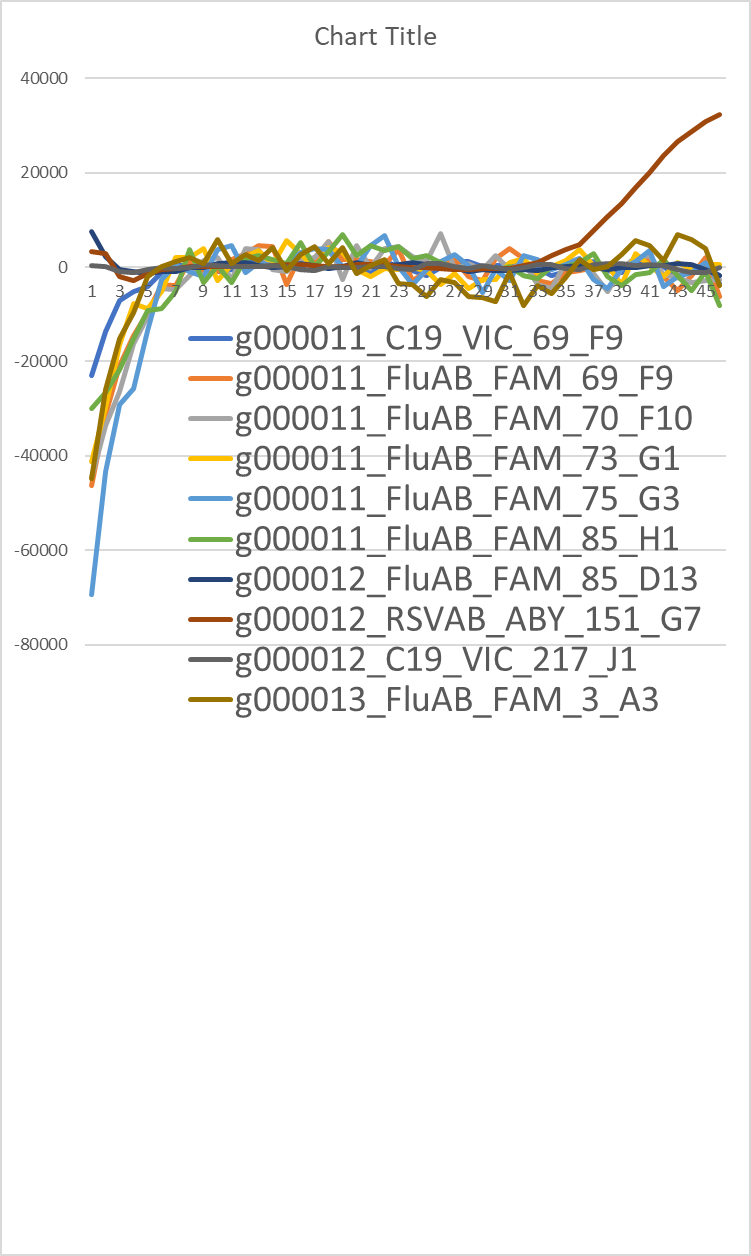 Chart Title
40000
20000
0
1 3 5 7 9 11 13 15 17 19 21 23 25 27 29 31 33 35 37 39 41 43 45
-20000
-40000
-60000
-80000
g000011_C19_VIC_69_F9
g000011_FluAB_FAM_69_F9
g000011_FluAB_FAM_70_F10
g000011_FluAB_FAM_73_G1
g000011_FluAB_FAM_75_G3
g000011_FluAB_FAM_85_H1
g000012_FluAB_FAM_85_D13
g000012_RSVAB_ABY_151_G7
g000012_C19_VIC_217_J1
g000013_FluAB_FAM_3_A3